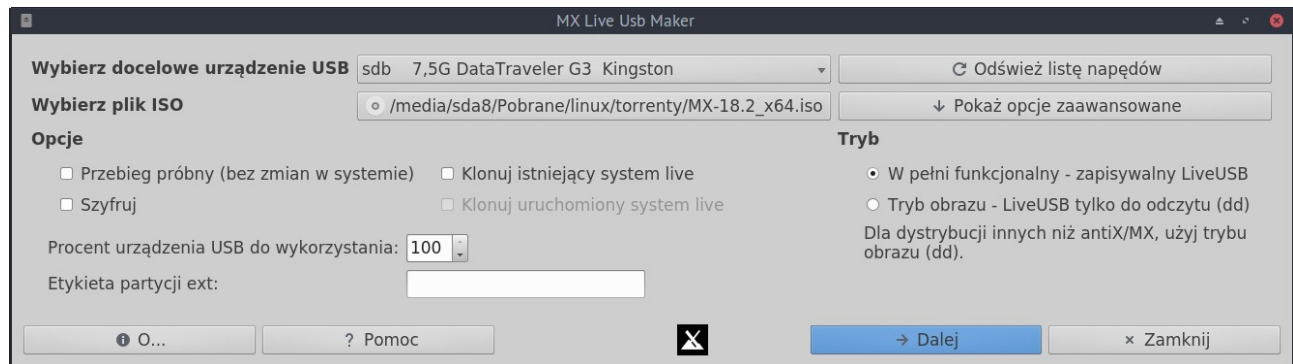 MX Live Usb Maker
Wybierz docelowe urządzenie USB sdb 7,5G DataTraveler G3 Kingston Odśwież listę napędów
Wybierz plik ISO /media/sda8/Pobrane/linux/torrenty/MX-18.2_x64.iso Pokaż opcje zaawansowane
Opcje
Przebieg próbny (bez zmian w systemie) Klonuj istniejący system live
Szyfruj Klonuj uruchomiony system live
Procent urządzenia USB do wykorzystania: 100
Etykieta partycji ext:
Tryb
W pełni funkcjonalny - zapisywalny LiveUSB
Tryb obrazu - LiveUSB tylko do odczytu (dd)
Dla dystrybucji innych niż antiX/MX, użyj trybu
obrazu (dd).
O... ? Pomoc Dalej Zamknij